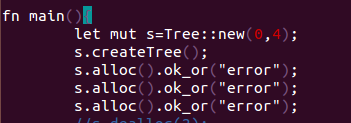 fn main(){
let mut s=Tree::new(0,4);
s.createTree();
s.alloc().ok_or("error");
s.alloc().ok_or("error");
s.alloc().ok_or("error");
//s.dealloc(2);